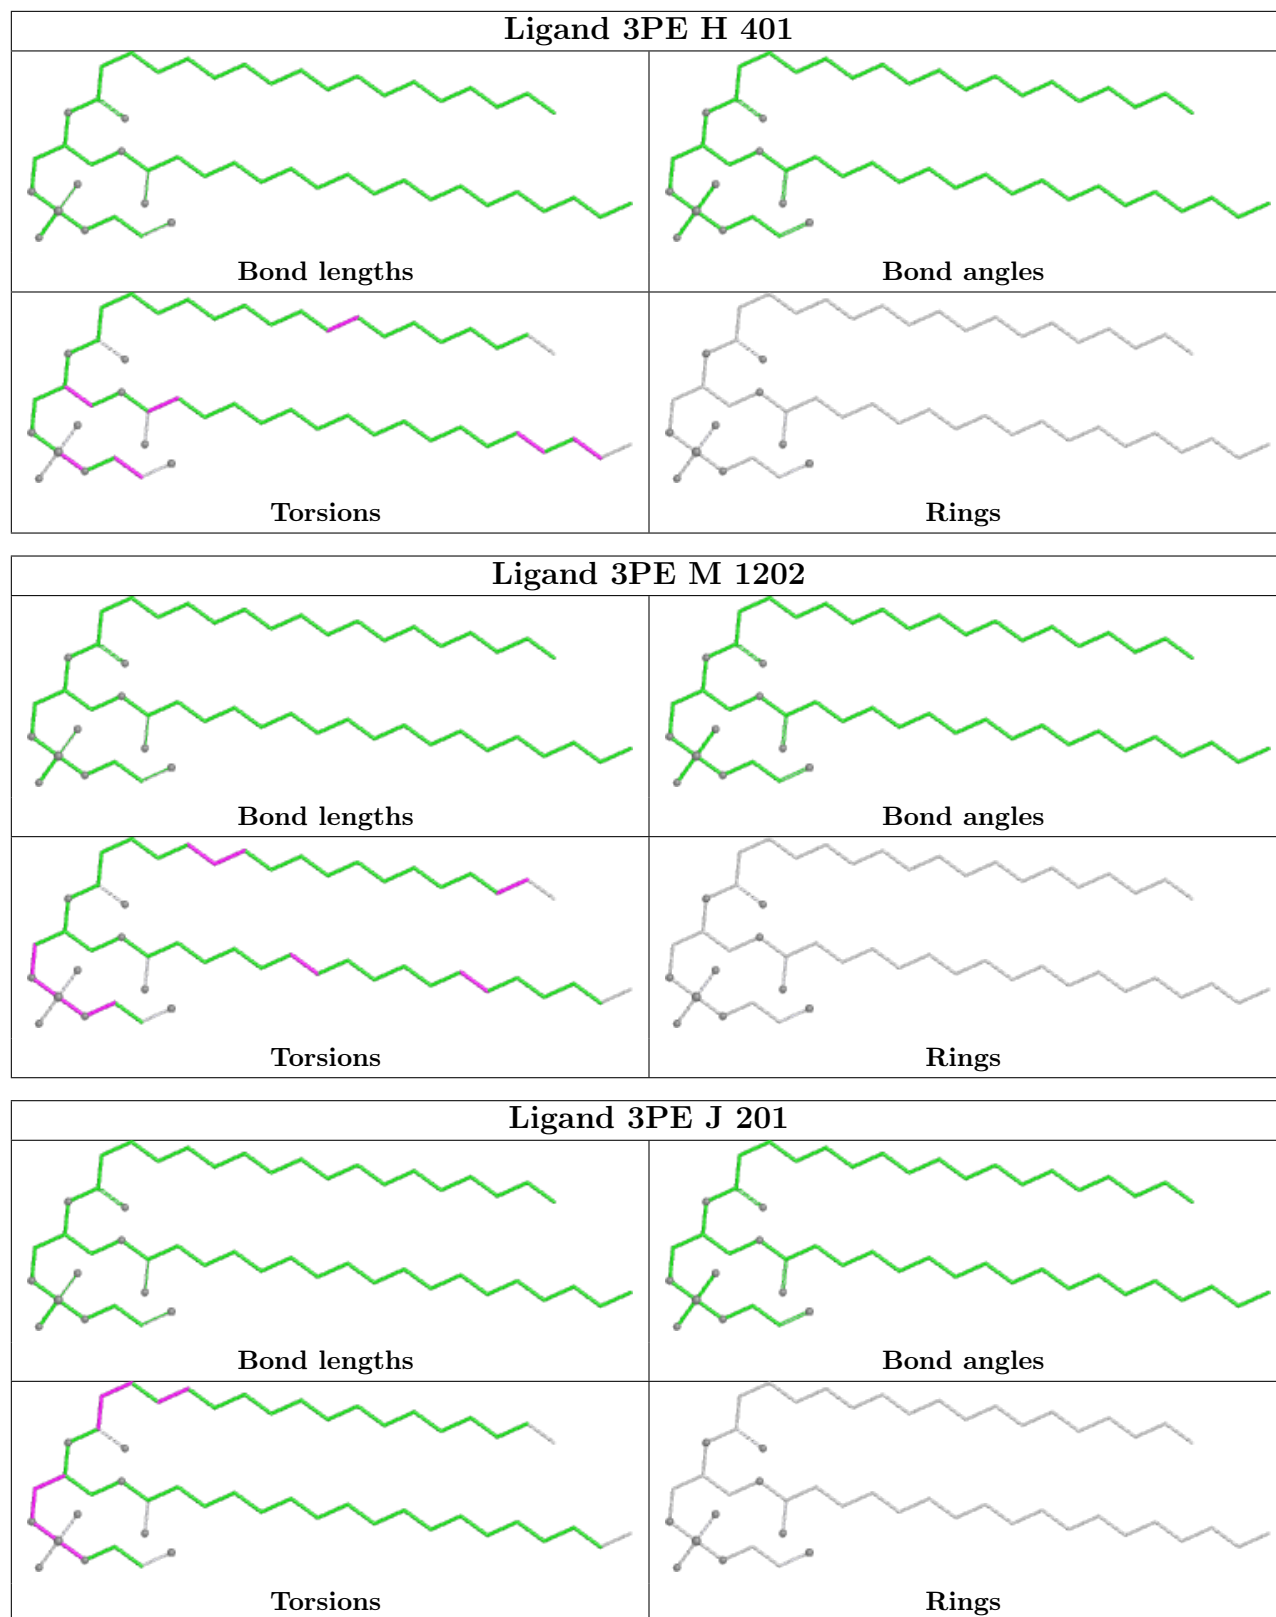 Ligand 3PE H 401
Bond lengths
Bond angles
Torsions
Rings
Ligand 3PE M 1202
Bond lengths
Bond angles
Torsions
Rings
Ligand 3PE J 201
Bond lengths
Bond angles
Torsions
Rings